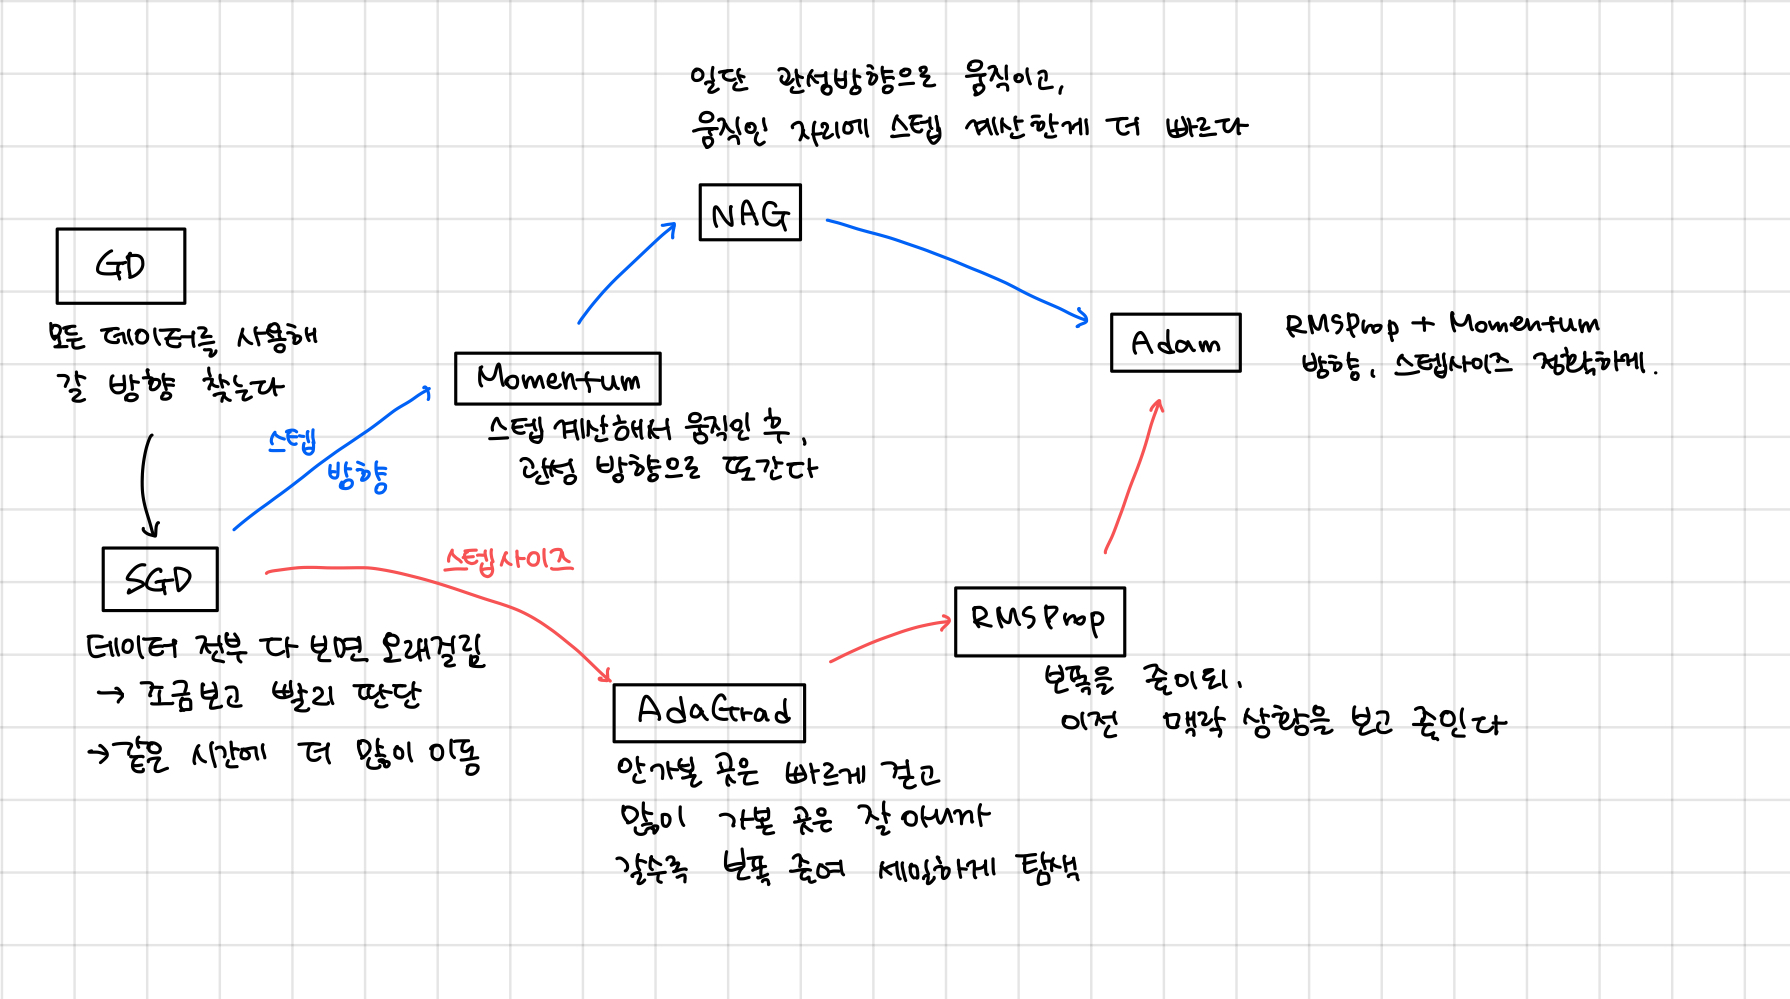 일단 관성방향으로 움직이고,
움직인 자리에 스텝 계산한게 더 빠르다
NAG
GD
모든 데이터를 사용해
갈 방향 찾는다
Momentum
스텝 계산해서 움직인 후,
관성 방향으로 또간다
스텝
방향
Adam
RMSProp + Momentum
방향, 스텝사이즈 정확하게.
SGD
데이터 전부 다 보면 오래걸림
→ 쪼금보고 빨리 판단
→ 같은 시간에 더 많이 이동
스텝사이즈
AdaGrad
안가본 곳은 빠르게 걷고
많이 가본 곳은 잘 아니까
갈수록 보폭 줄여 세밀하게 탐색
RMSProp
보폭을 줄이되,
이전 맥락 상황을 보고 줄인다